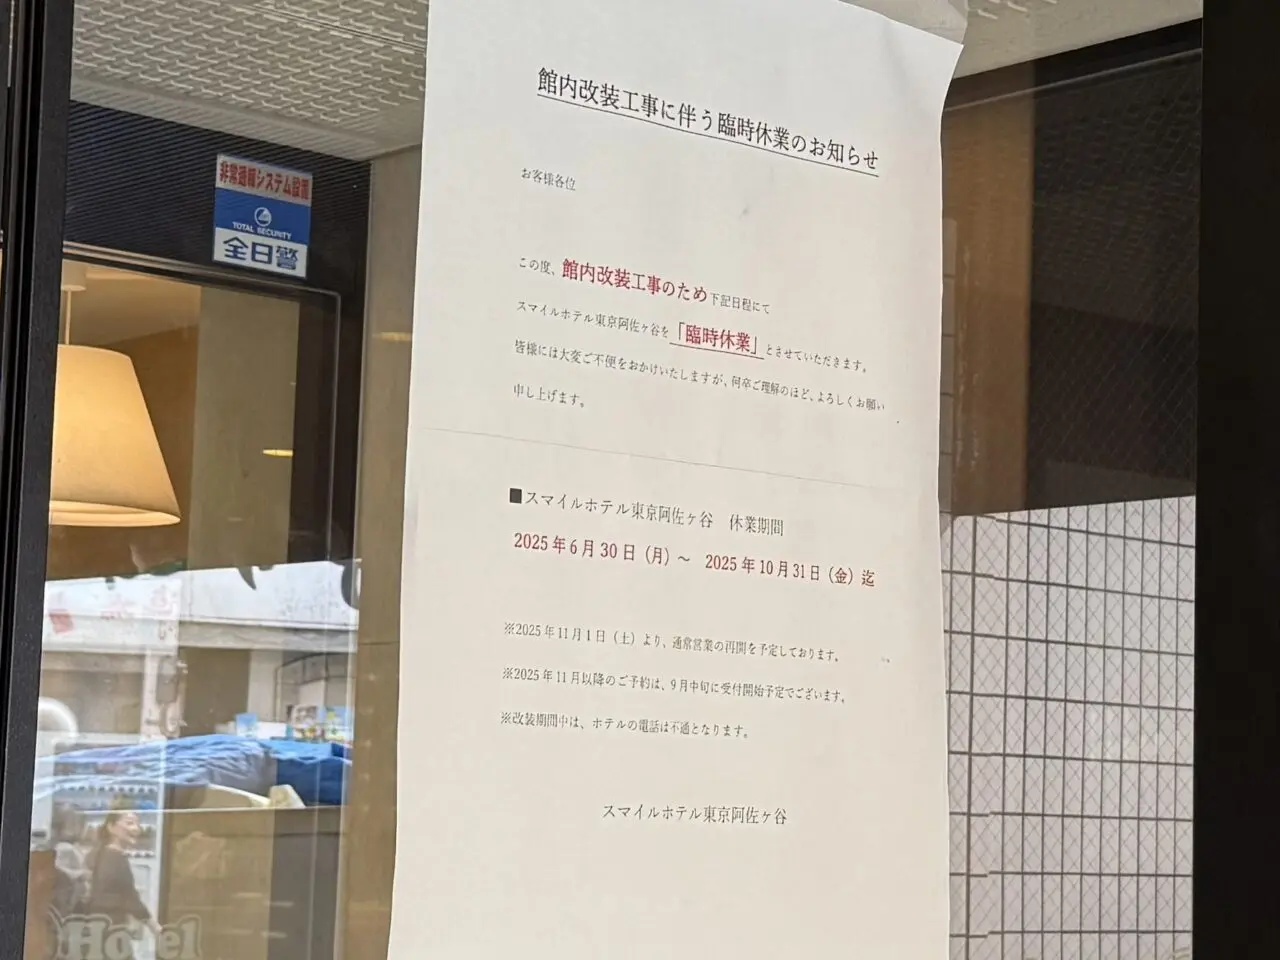 館内改装工事に伴う臨時休業のお知らせ
お客様各位
この度、館内改装工事のため下記日程にて
スマイルホテル東京阿佐ヶ谷を「臨時休業」とさせていただきます。
皆様には大変ご不便をおかけいたしますが、何卒ご理解のほど、よろしくお願い
申し上げます。
■スマイルホテル東京阿佐ヶ谷 休業期間
2025年6月30日（月）～ 2025年10月31日（金）迄
※2025年11月1日（土）より、通常営業の再開を予定しております。
※2025年11月以降のご予約は、9月中旬に受付開始予定でございます。
※改装期間中は、ホテルの電話は不通となります。
スマイルホテル東京阿佐ヶ谷
非常通報システム設置
TOTAL SECURITY
全日警
Hotel